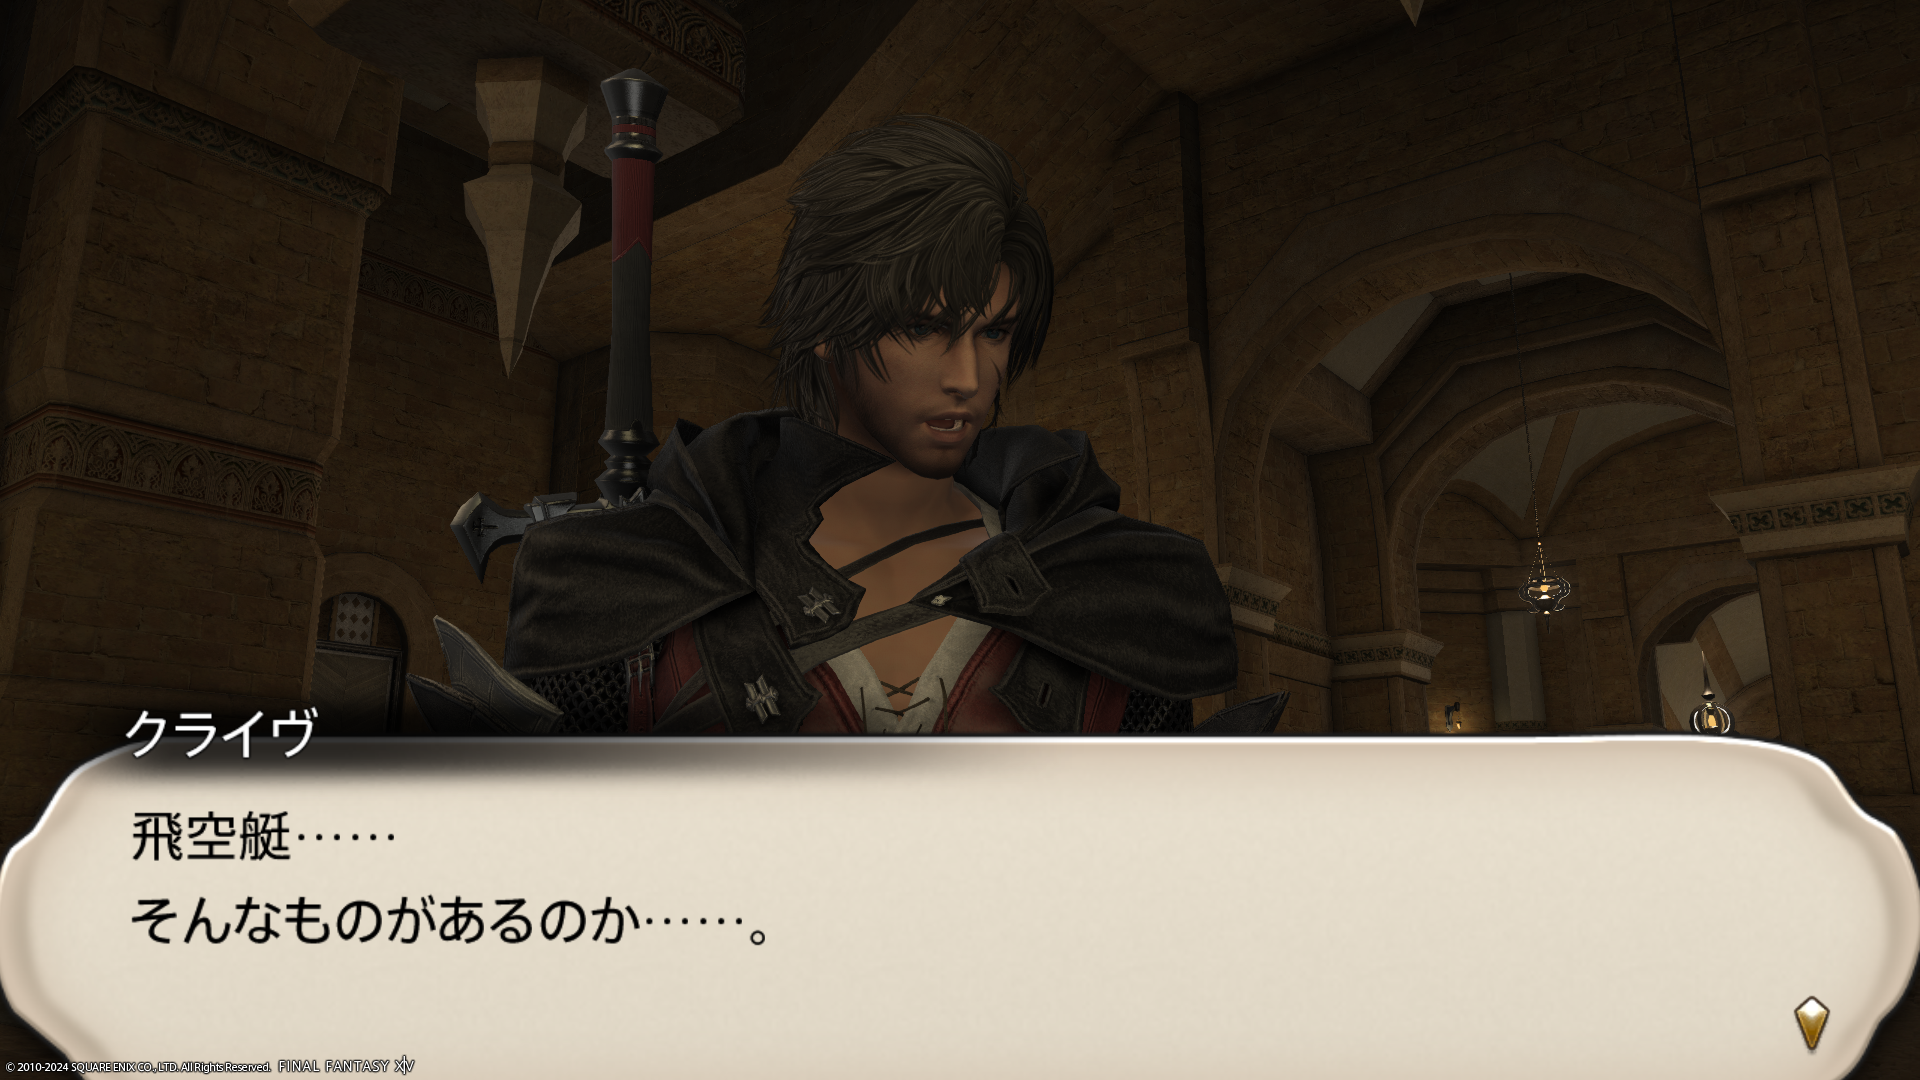 クライヴ
飛空艇……
そんなものがあるのか……。
© 2010-2024 SQUARE ENIX CO., LTD. All Rights Reserved. FINAL FANTASY XIV